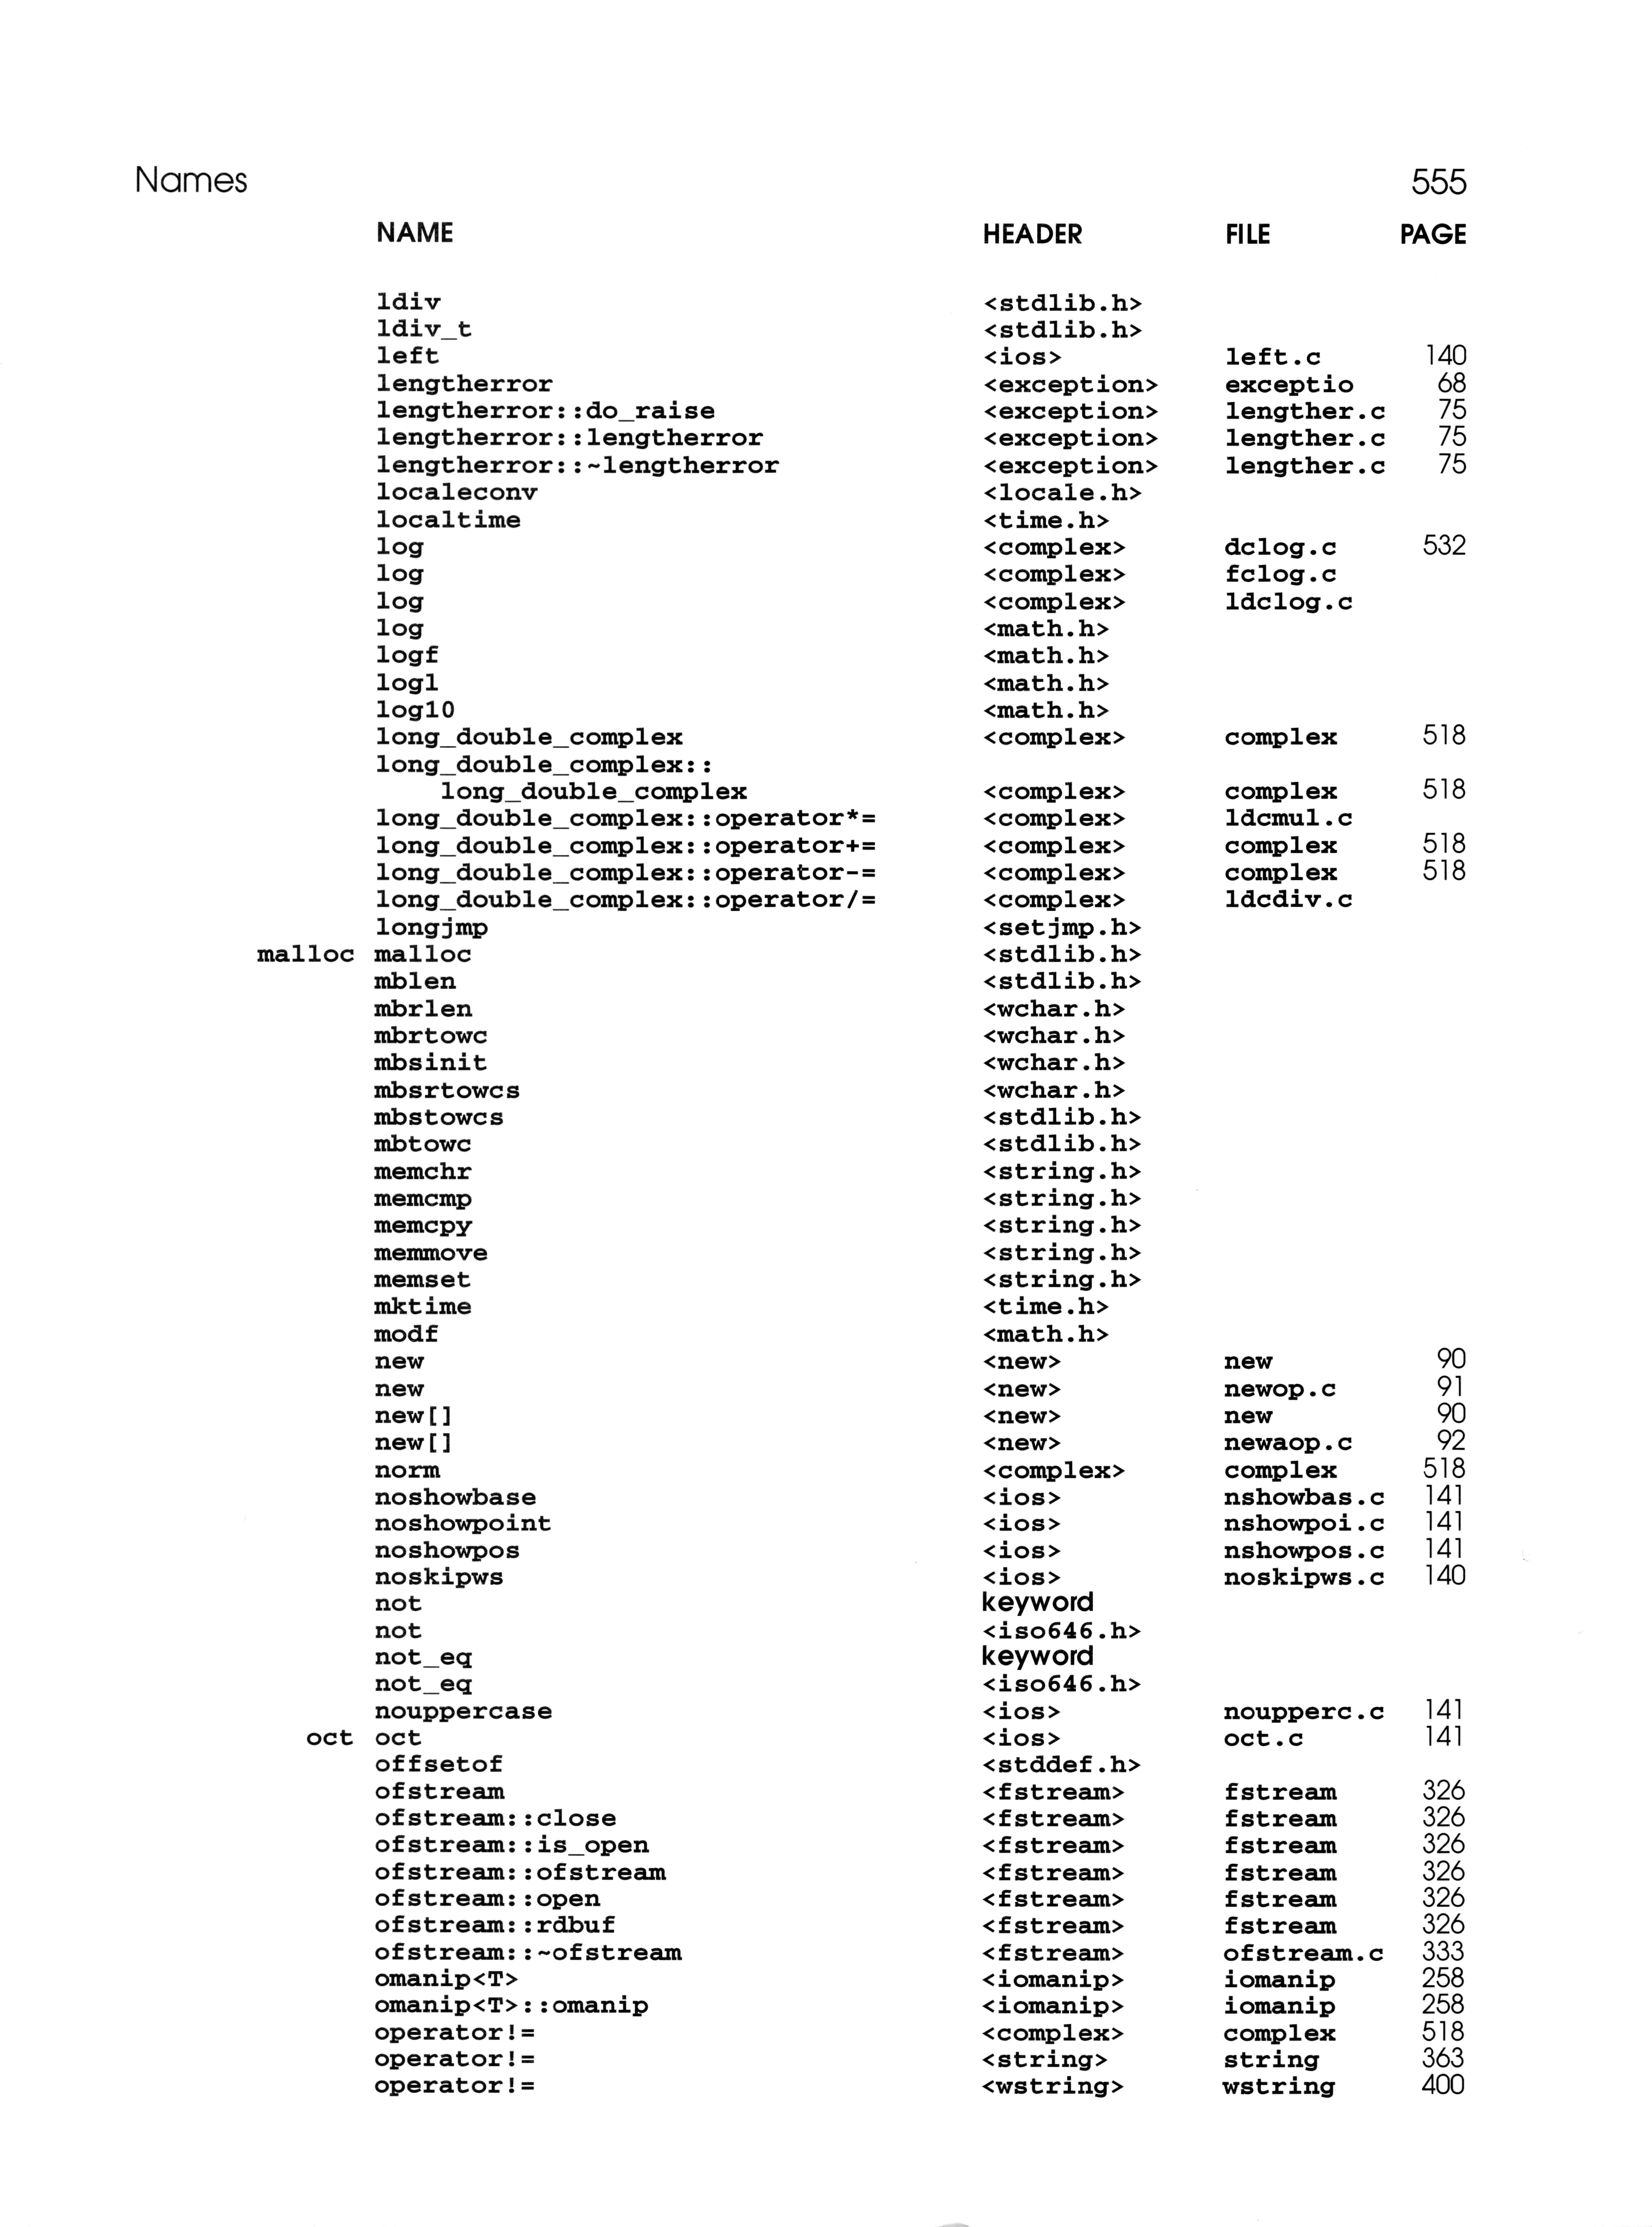 Names 555
NAME HEADER FILE PAGE
ldiv <stdlib.h>
ldiv_t <stdlib.h>
left <ios> left.c 140
lengtherror <exception> exceptio 68
lengtherror::do_raise <exception> lengther.c 75
lengtherror::lengtherror <exception> lengther.c 75
lengtherror::~lengtherror <exception> lengther.c 75
localeconv <locale.h>
localtime <time.h>
log <complex> dclog.c 532
log <complex> fclog.c
log <complex> ldclog.c
log <math.h>
logf <math.h>
logl <math.h>
log10 <math.h>
long_double_complex <complex> complex 518
long_double_complex::
long_double_complex <complex> complex 518
long_double_complex::operator*= <complex> ldcmul.c
long_double_complex::operator+= <complex> complex 518
long_double_complex::operator-= <complex> complex 518
long_double_complex::operator/= <complex> ldcdiv.c
longjmp <setjmp.h>
malloc malloc <stdlib.h>
mblen <stdlib.h>
mbrlen <wchar.h>
mbrtowc <wchar.h>
mbsinit <wchar.h>
mbsrtowcs <wchar.h>
mbstowcs <stdlib.h>
mbtowc <stdlib.h>
memchr <string.h>
memcmp <string.h>
memcpy <string.h>
memmove <string.h>
memset <string.h>
mktime <time.h>
modf <math.h>
new <new> new 90
new <new> newop.c 91
new[] <new> new 90
new[] <new> newaop.c 92
norm <complex> complex 518
noshowbase <ios> nshowbas.c 141
noshowpoint <ios> nshowpoi.c 141
noshowpos <ios> nshowpos.c 141
noskipws <ios> noskipws.c 140
not keyword
not <iso646.h>
not_eq keyword
not_eq <iso646.h>
nouppercase <ios> noupperc.c 141
oct oct <ios> oct.c 141
offsetof <stddef.h>
ofstream <fstream> fstream 326
ofstream::close <fstream> fstream 326
ofstream::is_open <fstream> fstream 326
ofstream::ofstream <fstream> fstream 326
ofstream::open <fstream> fstream 326
ofstream::rdbuf <fstream> fstream 326
ofstream::~ofstream <fstream> ofstream.c 333
omanip<T> <iomanip> iomanip 258
omanip<T>::omanip <iomanip> iomanip 258
operator!= <complex> complex 518
operator!= <string> string 363
operator!= <wstring> wstring 400